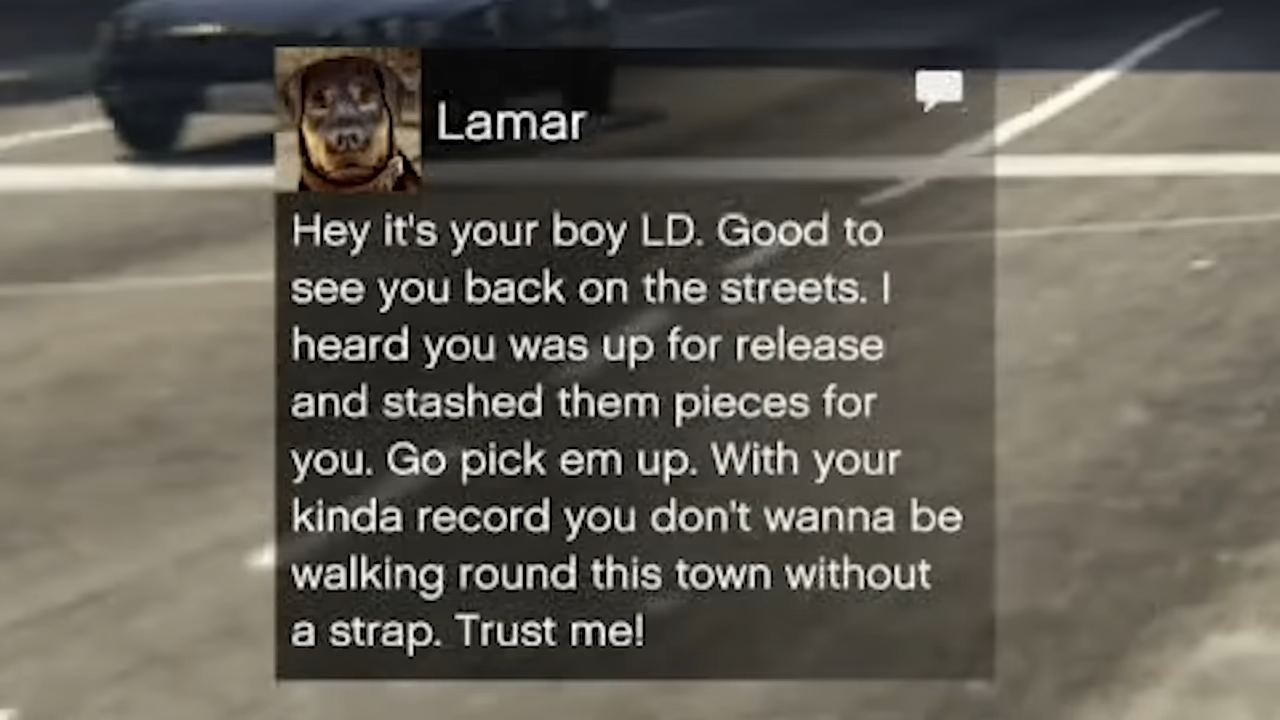 Lamar
Hey it's your boy LD. Good to
see you back on the streets. I
heard you was up for release
and stashed them pieces for
you. Go pick em up. With your
kinda record you don't wanna be
walking round this town without
a strap. Trust me!